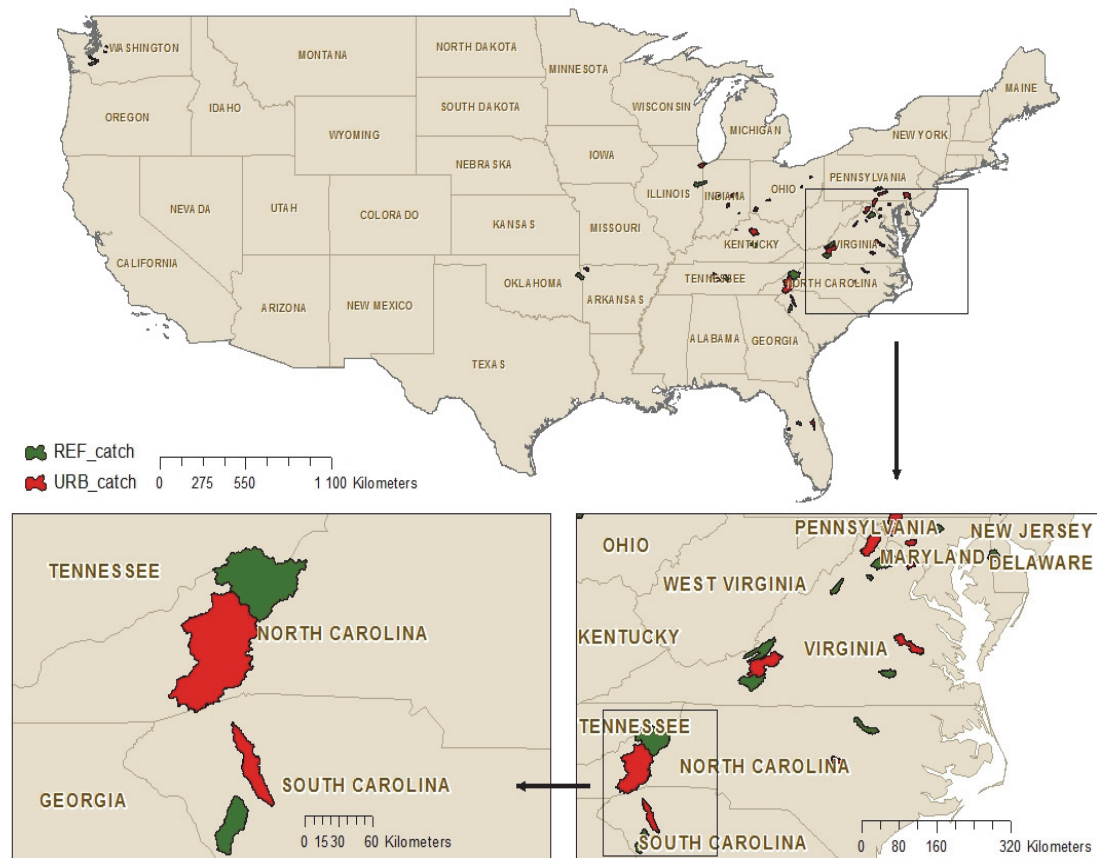 WASHINGTON
MONTANA
NORTH DAKOTA
MINNESOTA
MAINE
OREGON
IDAHO
SOUTH DAKOTA
WISCONSIN
MICHIGAN
NEW YORK
WYOMING
IOWA
NEBRASKA
PENNSYLVANIA
ILLINOIS
INDIANA
OHIO
NEVADA
UTAH
COLORADO
KANSAS
MISSOURI
KENTUCKY
VIRGINIA
CALIFORNIA
OKLAHOMA
TENNESSEE
NORTH CAROLINA
ARIZONA
NEW MEXICO
ARKANSAS
ALABAMA
GEORGIA
TEXAS
REF_catch
URB_catch
0 275 550 1 100 Kilometers
TENNESSEE
NORTH CAROLINA
SOUTH CAROLINA
GEORGIA
0 15 30 60 Kilometers
OHIO
PENNSYLVANIA
NEW JERSEY
MARYLAND
DELAWARE
WEST VIRGINIA
KENTUCKY
VIRGINIA
TENNESSEE
NORTH CAROLINA
SOUTH CAROLINA
0 80 160 320 Kilometers